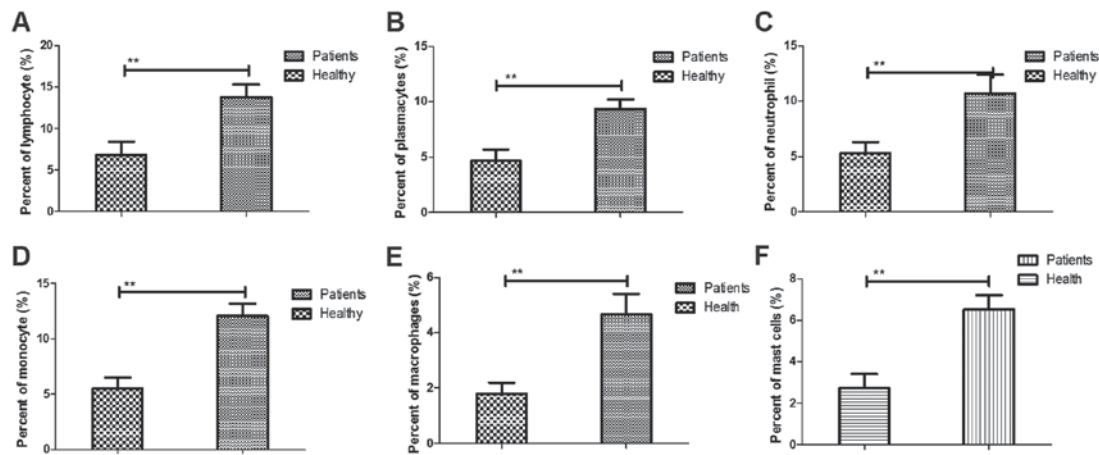 A
Percent of lymphocyte (%)
20
15
10
5
0
**
Patients
Healthy
B
Percent of plasmacytes (%)
15
10
5
0
**
Patients
Healthy
C
Percent of neutrophil (%)
15
10
5
0
**
Patients
Healthy
D
Percent of monocyte (%)
15
10
5
0
**
Patients
Healthy
E
Percent of macrophages (%)
6
4
2
0
**
Patients
Health
F
Percent of mast cells (%)
8
6
4
2
0
**
Patients
Health